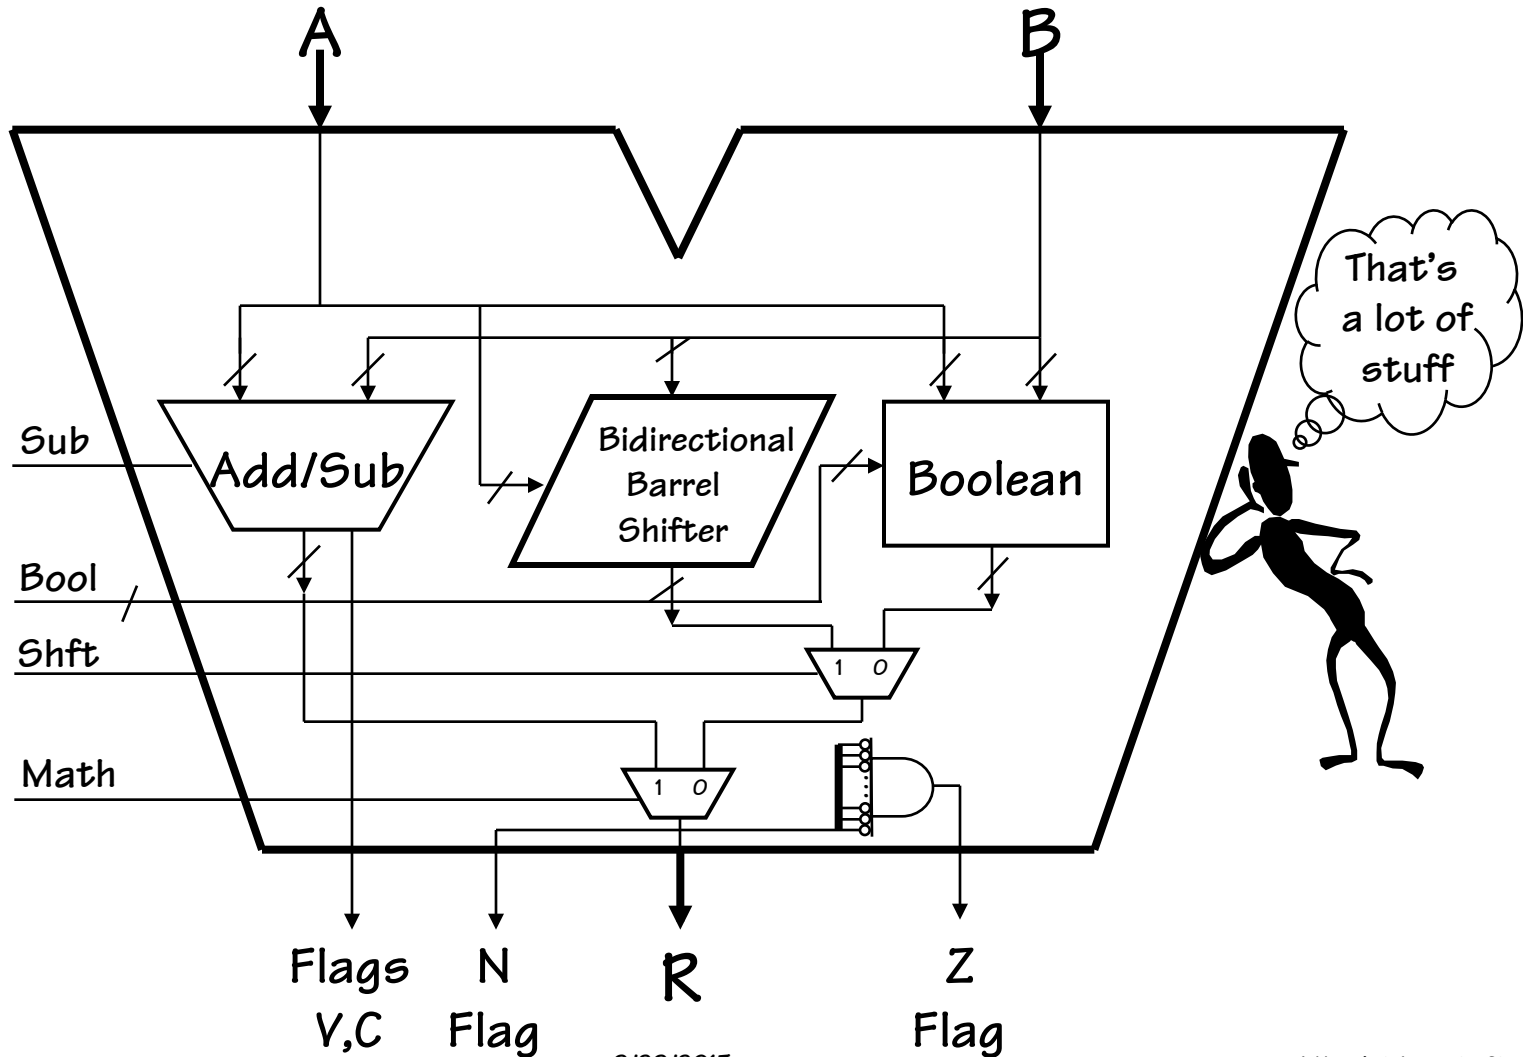 A
B
That's
a lot of
stuff
Sub
Add/Sub
Bidirectional
Barrel
Shifter
Boolean
Bool
Shft
1 0
Math
1 0
Flags
V,C
N
Flag
R
Z
Flag